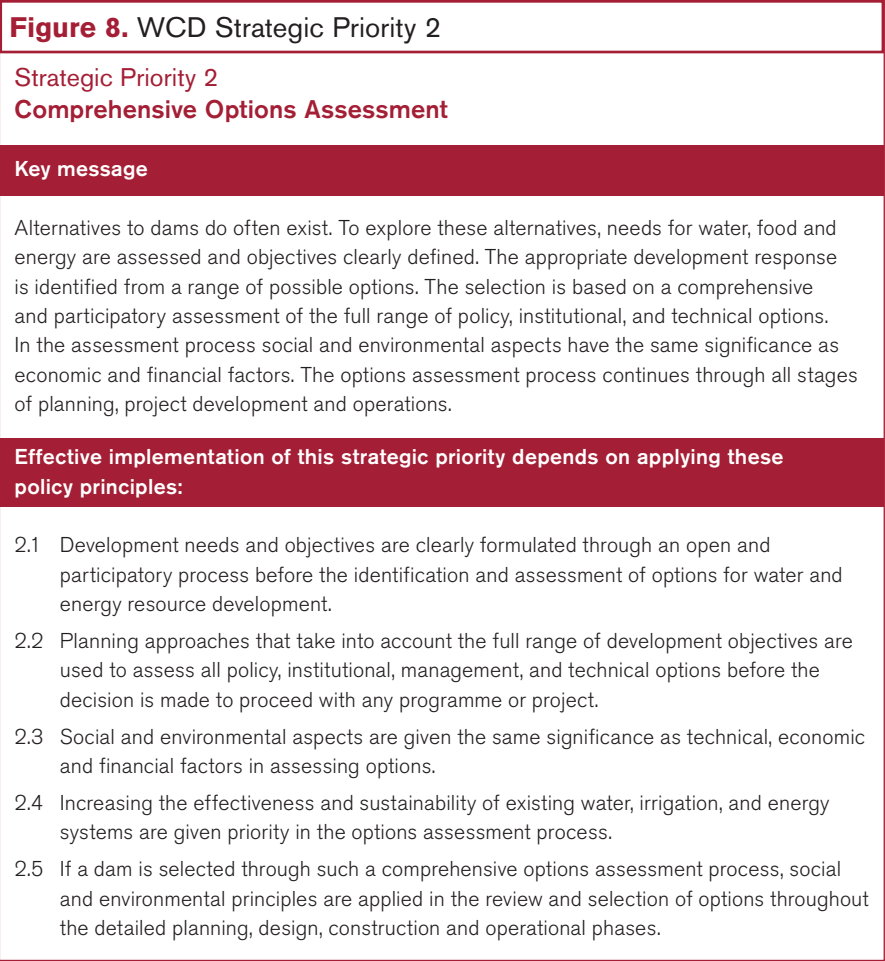 Figure 8. WCD Strategic Priority 2
Strategic Priority 2
Comprehensive Options Assessment
Key message
Alternatives to dams do often exist. To explore these alternatives, needs for water, food and
energy are assessed and objectives clearly defined. The appropriate development response
is identified from a range of possible options. The selection is based on a comprehensive
and participatory assessment of the full range of policy, institutional, and technical options.
In the assessment process social and environmental aspects have the same significance as
economic and financial factors. The options assessment process continues through all stages
of planning, project development and operations.
Effective implementation of this strategic priority depends on applying these
policy principles:
2.1 Development needs and objectives are clearly formulated through an open and
participatory process before the identification and assessment of options for water and
energy resource development.
2.2 Planning approaches that take into account the full range of development objectives are
used to assess all policy, institutional, management, and technical options before the
decision is made to proceed with any programme or project.
2.3 Social and environmental aspects are given the same significance as technical, economic
and financial factors in assessing options.
2.4 Increasing the effectiveness and sustainability of existing water, irrigation, and energy
systems are given priority in the options assessment process.
2.5 If a dam is selected through such a comprehensive options assessment process, social
and environmental principles are applied in the review and selection of options throughout
the detailed planning, design, construction and operational phases.